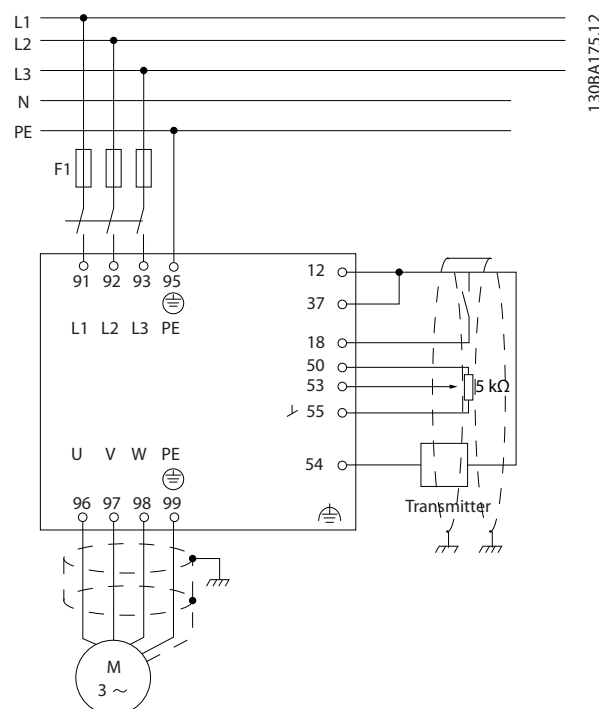 L1
L2
L3
N
PE
130BA175.12
F1
91 92 93 95
L1 L2 L3 PE
12
37
18
50
53
55
54
5 kΩ
Transmitter
U V W PE
96 97 98 99
M
3 ~